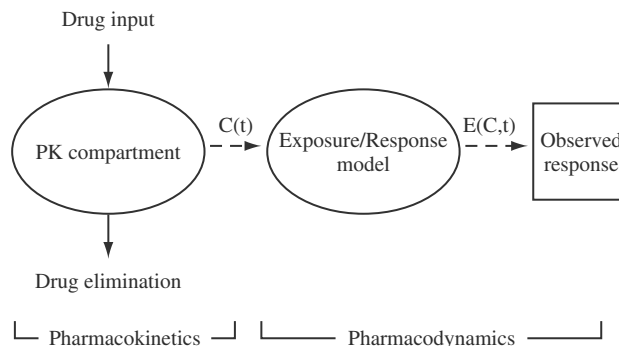 Drug input
PK compartment
C(t)
Exposure/Response
model
E(C,t)
Observed
response
Drug elimination
Pharmacokinetics
Pharmacodynamics